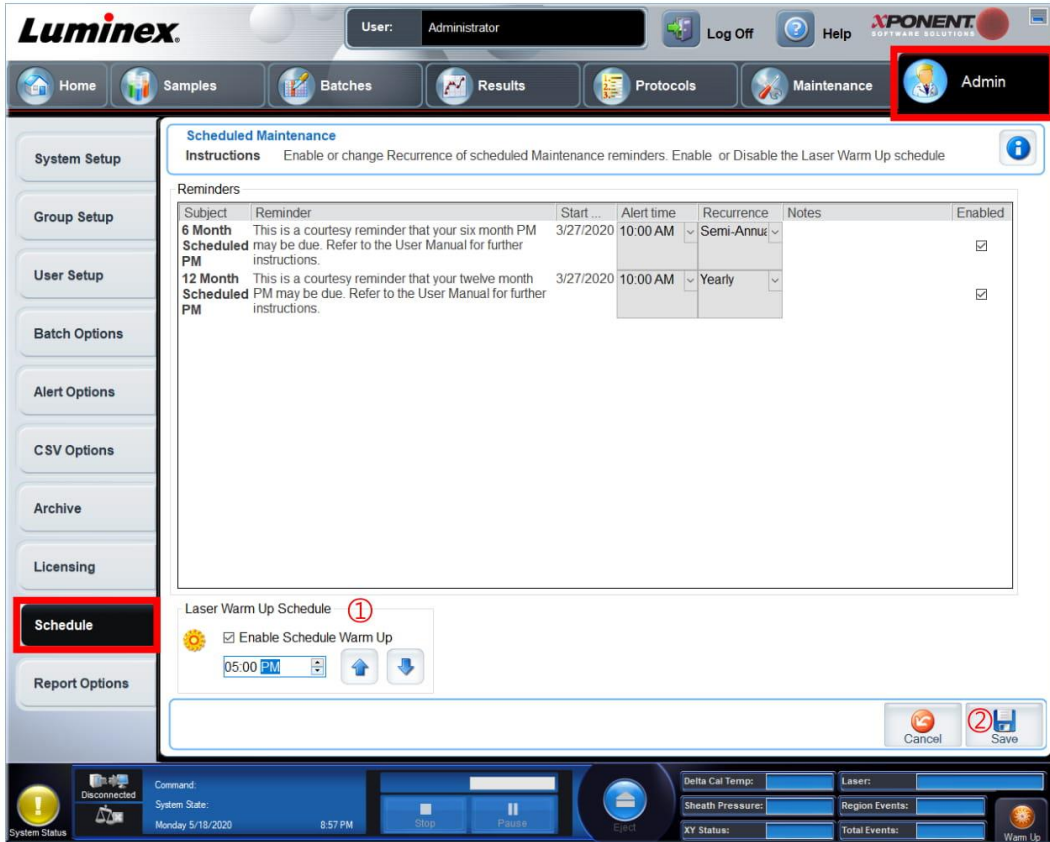 Luminex.
User: Administrator
Log Off
Help
XPONENT.
SOFTWARE SOLUTIONS
Home
Samples
Batches
Results
Protocols
Maintenance
Admin
System Setup
Group Setup
User Setup
Batch Options
Alert Options
CSV Options
Archive
Licensing
Schedule
Report Options
Scheduled Maintenance
Instructions Enable or change Recurrence of scheduled Maintenance reminders. Enable or Disable the Laser Warm Up schedule
Reminders
Subject Reminder Start ... Alert time Recurrence Notes Enabled
6 Month This is a courtesy reminder that your six month PM 3/27/2020 10:00 AM Semi-Annua
Scheduled may be due. Refer to the User Manual for further
PM instructions.
12 Month This is a courtesy reminder that your twelve month 3/27/2020 10:00 AM Yearly
Scheduled PM may be due. Refer to the User Manual for further
PM instructions.
Laser Warm Up Schedule ①
Enable Schedule Warm Up
05:00 PM
Cancel
② Save
System Status
Disconnected
Command:
System State:
Monday 5/18/2020 8:57 PM
Stop
Pause
Eject
Delta Cal Temp: Laser:
Sheath Pressure: Region Events:
XY Status: Total Events:
Warm Up